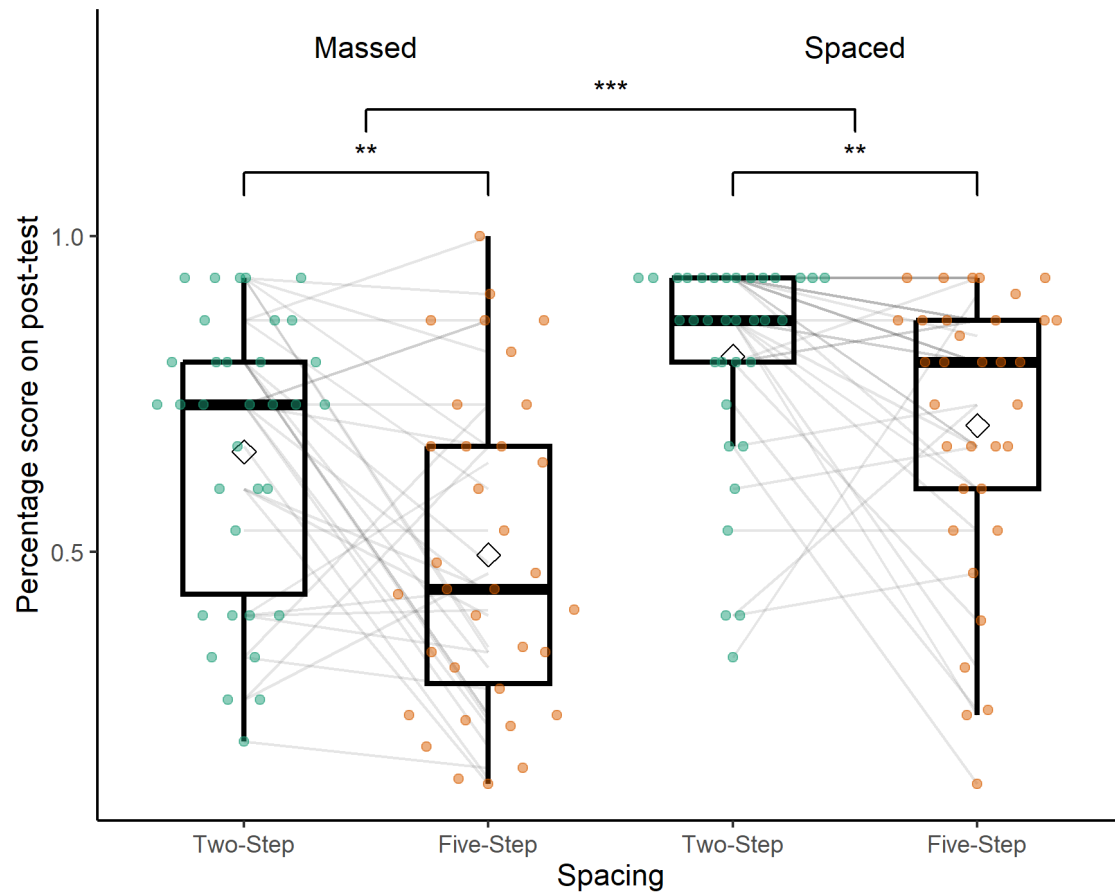 Massed
Spaced
***
**
**
Percentage score on post-test
1.0
0.5
Two-Step
Five-Step
Two-Step
Five-Step
Spacing